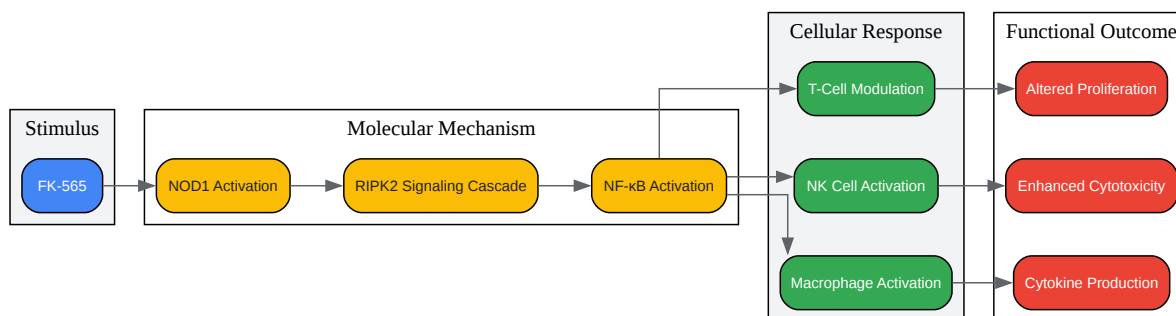 Stimulus
FK-565
Molecular Mechanism
NOD1 Activation
RIPK2 Signaling Cascade
NF-κB Activation
Cellular Response
T-Cell Modulation
NK Cell Activation
Macrophage Activation
Functional Outcome
Altered Proliferation
Enhanced Cytotoxicity
Cytokine Production